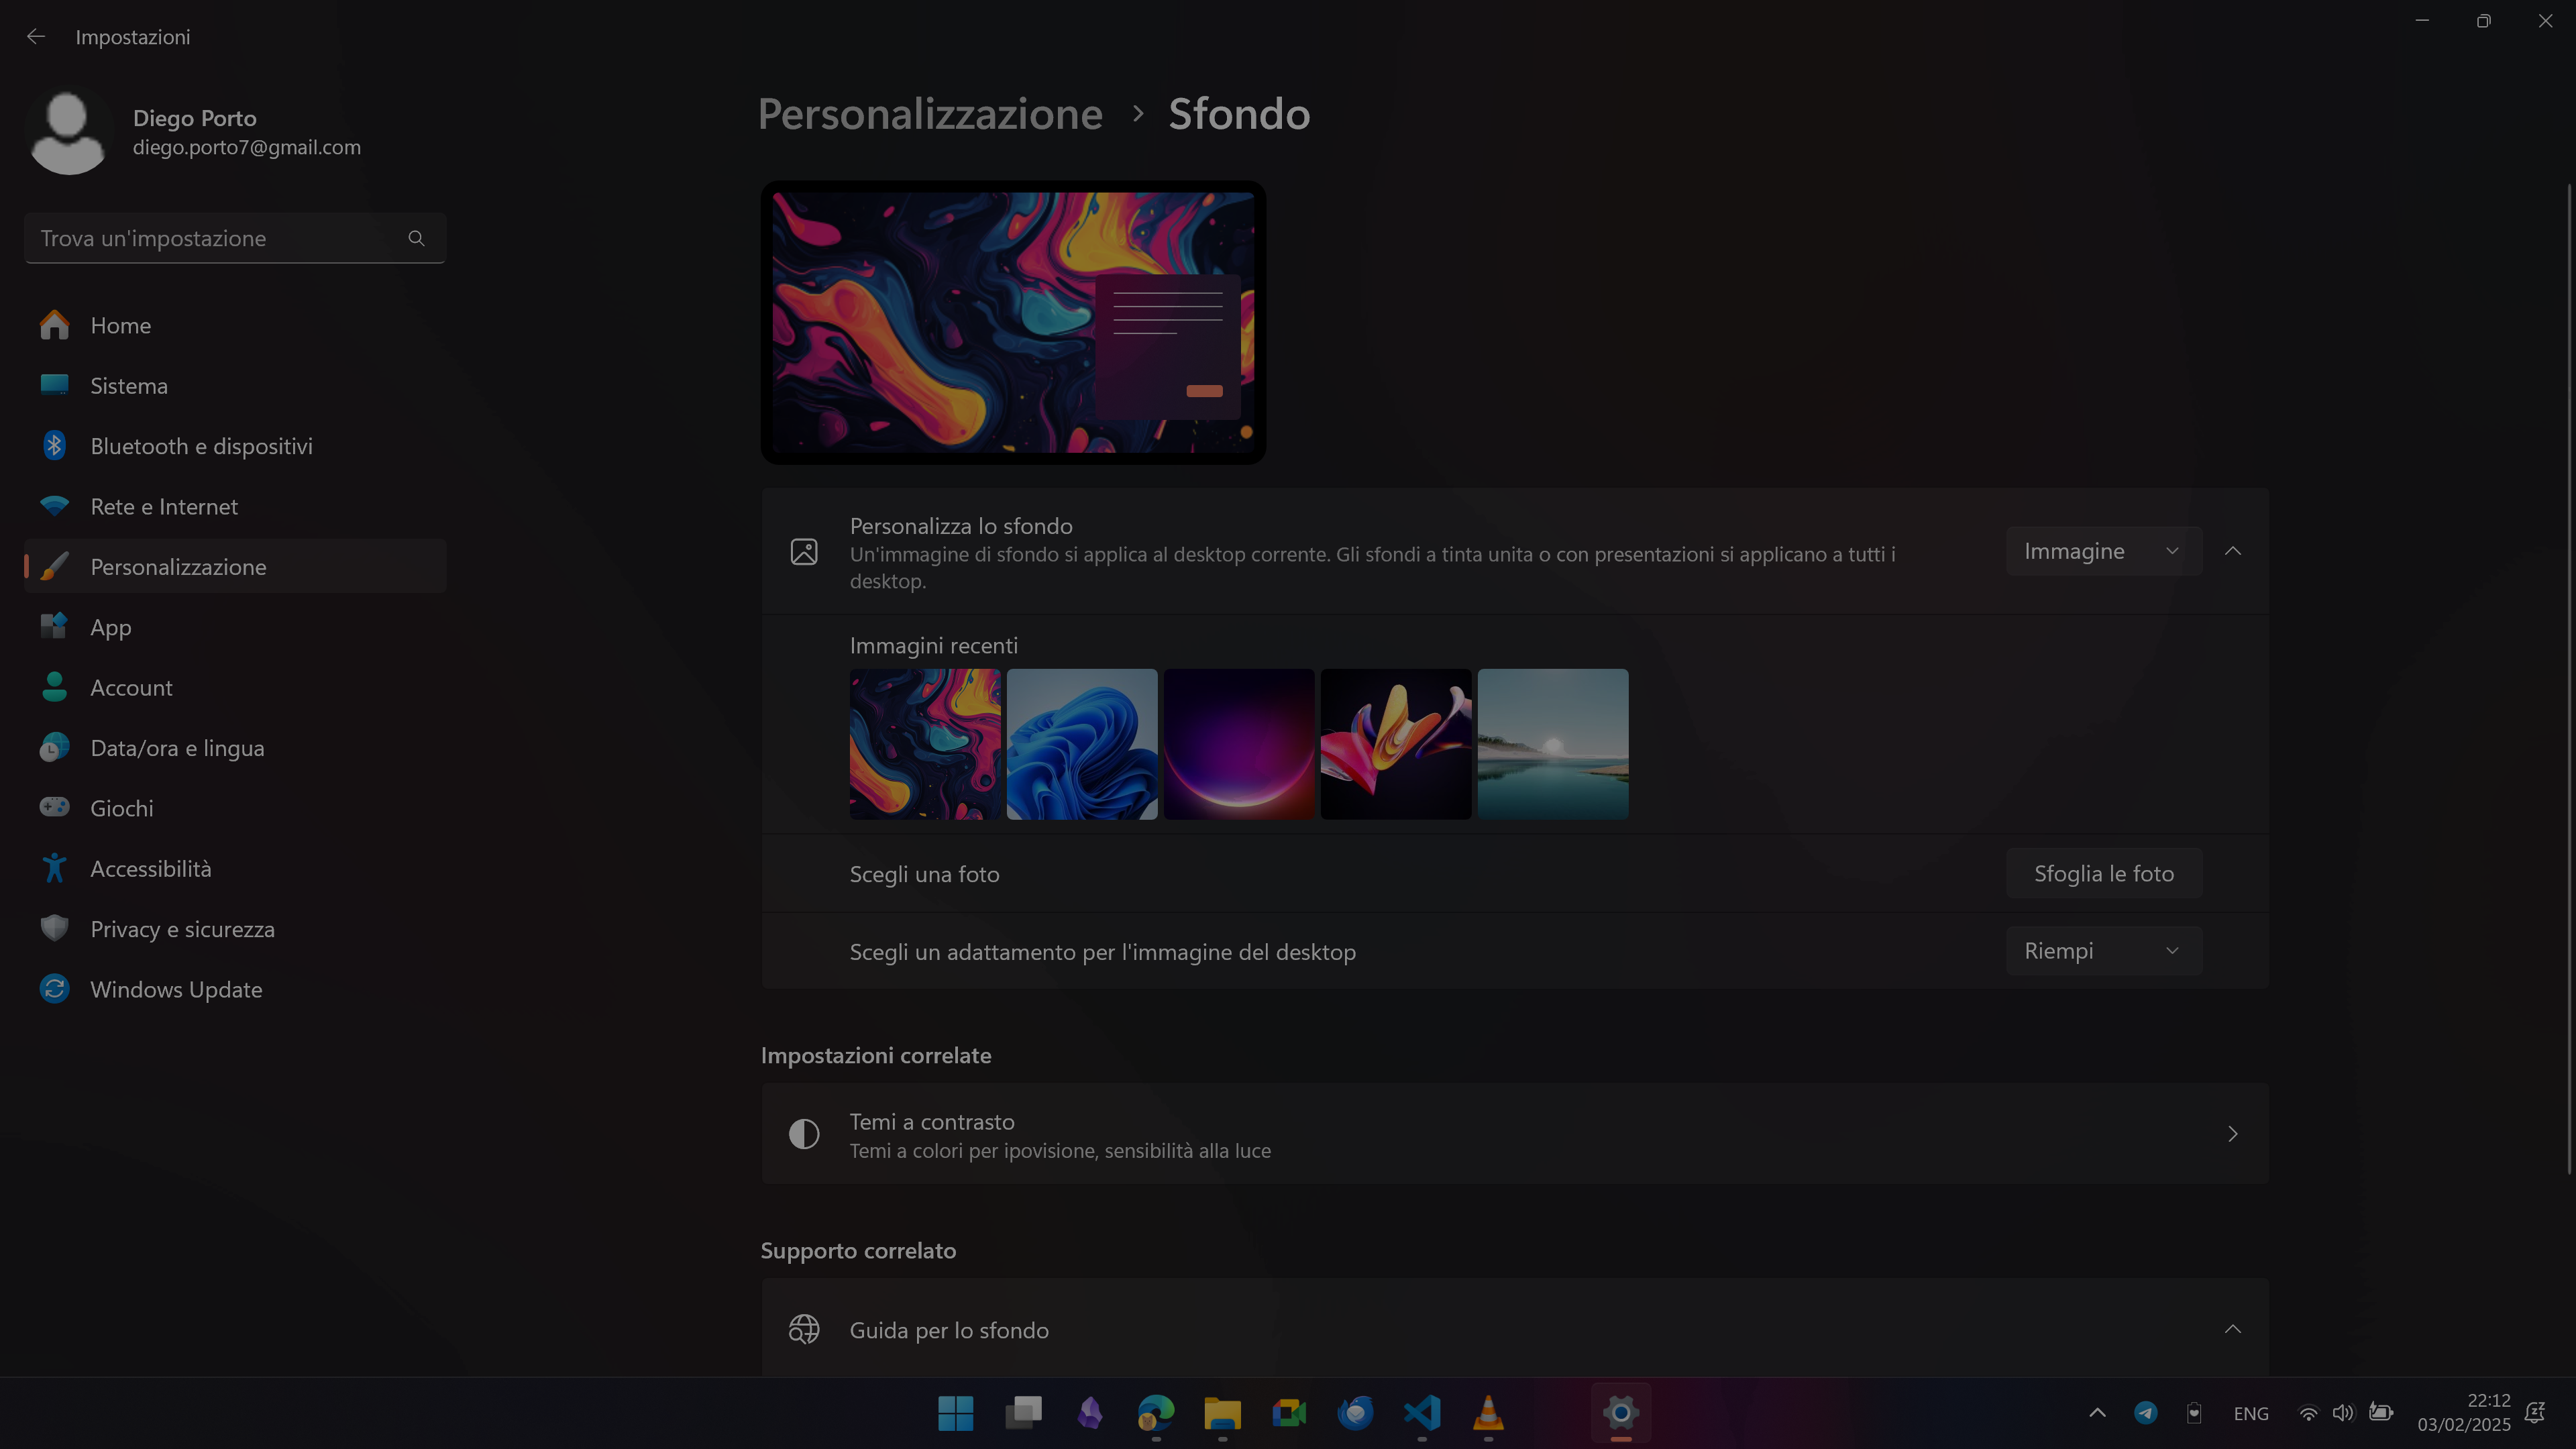 Impostazioni
Diego Porto
diego.porto7@gmail.com
Trova un'impostazione
Home
Sistema
Bluetooth e dispositivi
Rete e Internet
Personalizzazione
App
Account
Data/ora e lingua
Giochi
Accessibilità
Privacy e sicurezza
Windows Update
Personalizzazione > Sfondo
Personalizza lo sfondo
Un'immagine di sfondo si applica al desktop corrente. Gli sfondi a tinta unita o con presentazioni si applicano a tutti i
desktop.
Immagine
Immagini recenti
Scegli una foto
Sfoglia le foto
Scegli un adattamento per l'immagine del desktop
Riempi
Impostazioni correlate
Temi a contrasto
Temi a colori per ipovisione, sensibilità alla luce
Supporto correlato
Guida per lo sfondo
ENG
22:12
03/02/2025